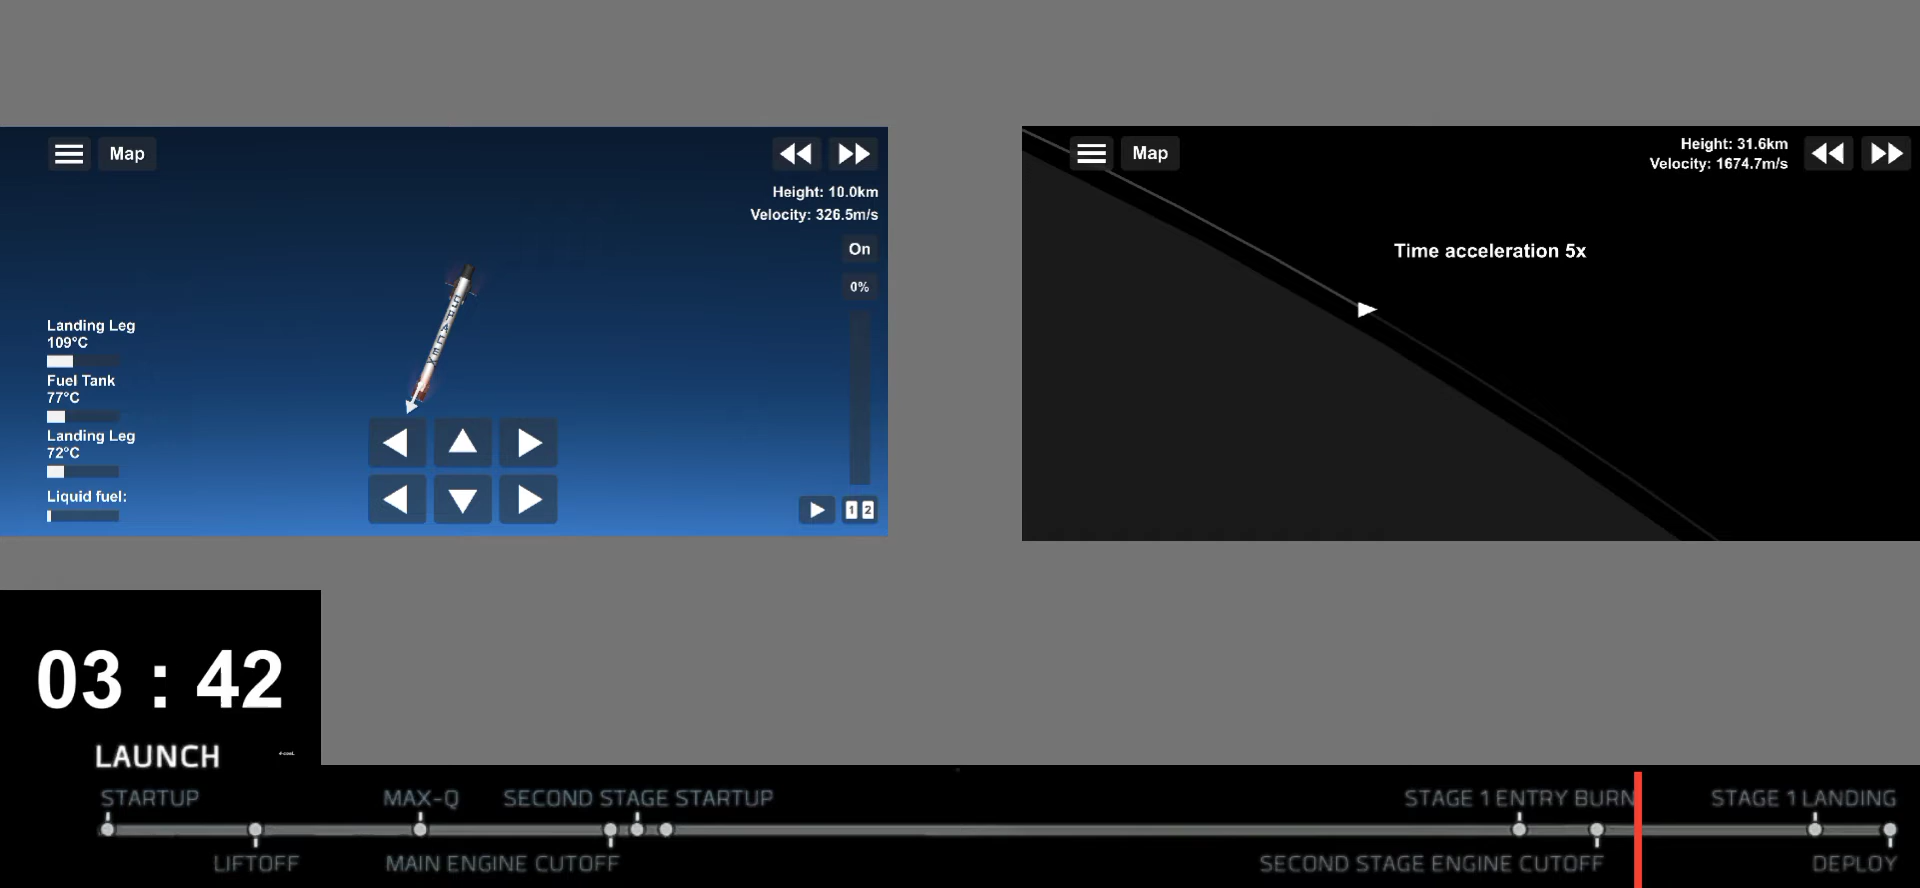 Map
Height: 10.0km
Velocity: 326.5m/s
On
0%
Landing Leg
109°C
Fuel Tank
77°C
Landing Leg
72°C
Liquid fuel:
1 2
Map
Height: 31.6km
Velocity: 1674.7m/s
Time acceleration 5x
03 : 42
LAUNCH
STARTUP
MAX-Q
SECOND STAGE STARTUP
STAGE 1 ENTRY BURN
STAGE 1 LANDING
LIFTOFF
MAIN ENGINE CUTOFF
SECOND STAGE ENGINE CUTOFF
DEPLOY